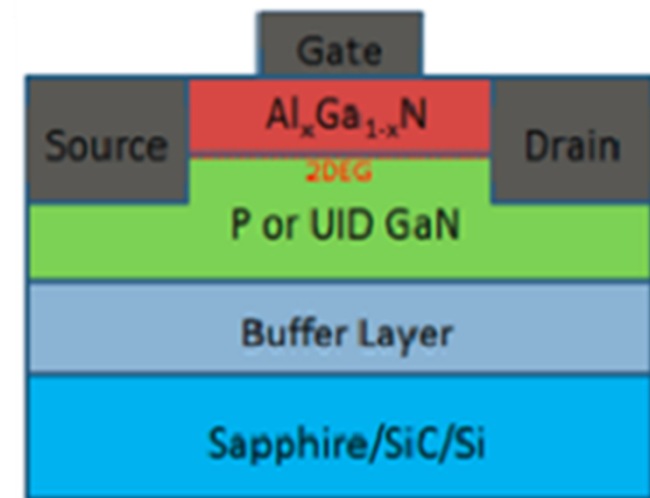 Gate
Source
AlₓGa₁₋ₓN
Drain
2DEG
P or UID GaN
Buffer Layer
Sapphire/SiC/Si